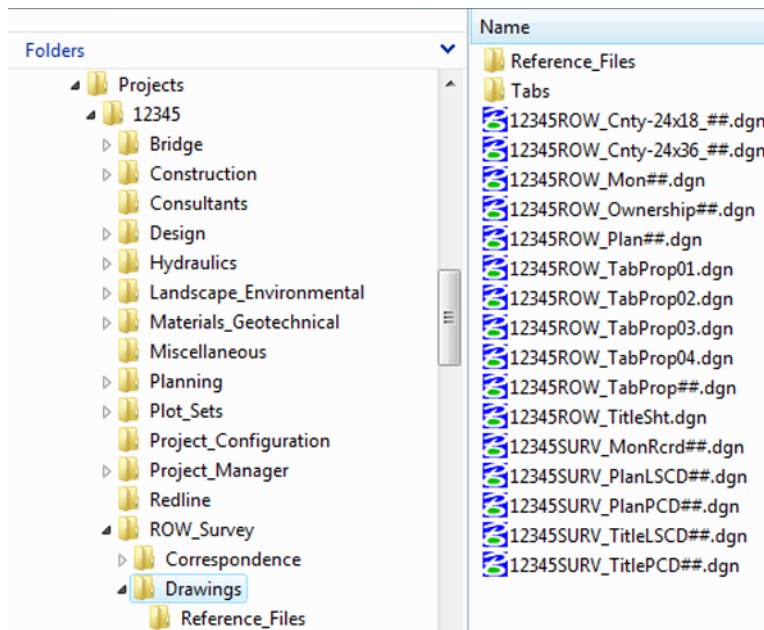 Folders
Projects
12345
Bridge
Construction
Consultants
Design
Hydraulics
Landscape_Environmental
Materials_Geotechnical
Miscellaneous
Planning
Plot_Sets
Project_Configuration
Project_Manager
Redline
ROW_Survey
Correspondence
Drawings
Reference_Files
Name
Reference_Files
Tabs
12345ROW_Cnty-24x18_##.dgn
12345ROW_Cnty-24x36_##.dgn
12345ROW_Mon##.dgn
12345ROW_Ownership##.dgn
12345ROW_Plan##.dgn
12345ROW_TabProp01.dgn
12345ROW_TabProp02.dgn
12345ROW_TabProp03.dgn
12345ROW_TabProp04.dgn
12345ROW_TabProp##.dgn
12345ROW_TitleSht.dgn
12345SURV_MonRcrd##.dgn
12345SURV_PlanLSCD##.dgn
12345SURV_PlanPCD##.dgn
12345SURV_TitleLSCD##.dgn
12345SURV_TitlePCD##.dgn